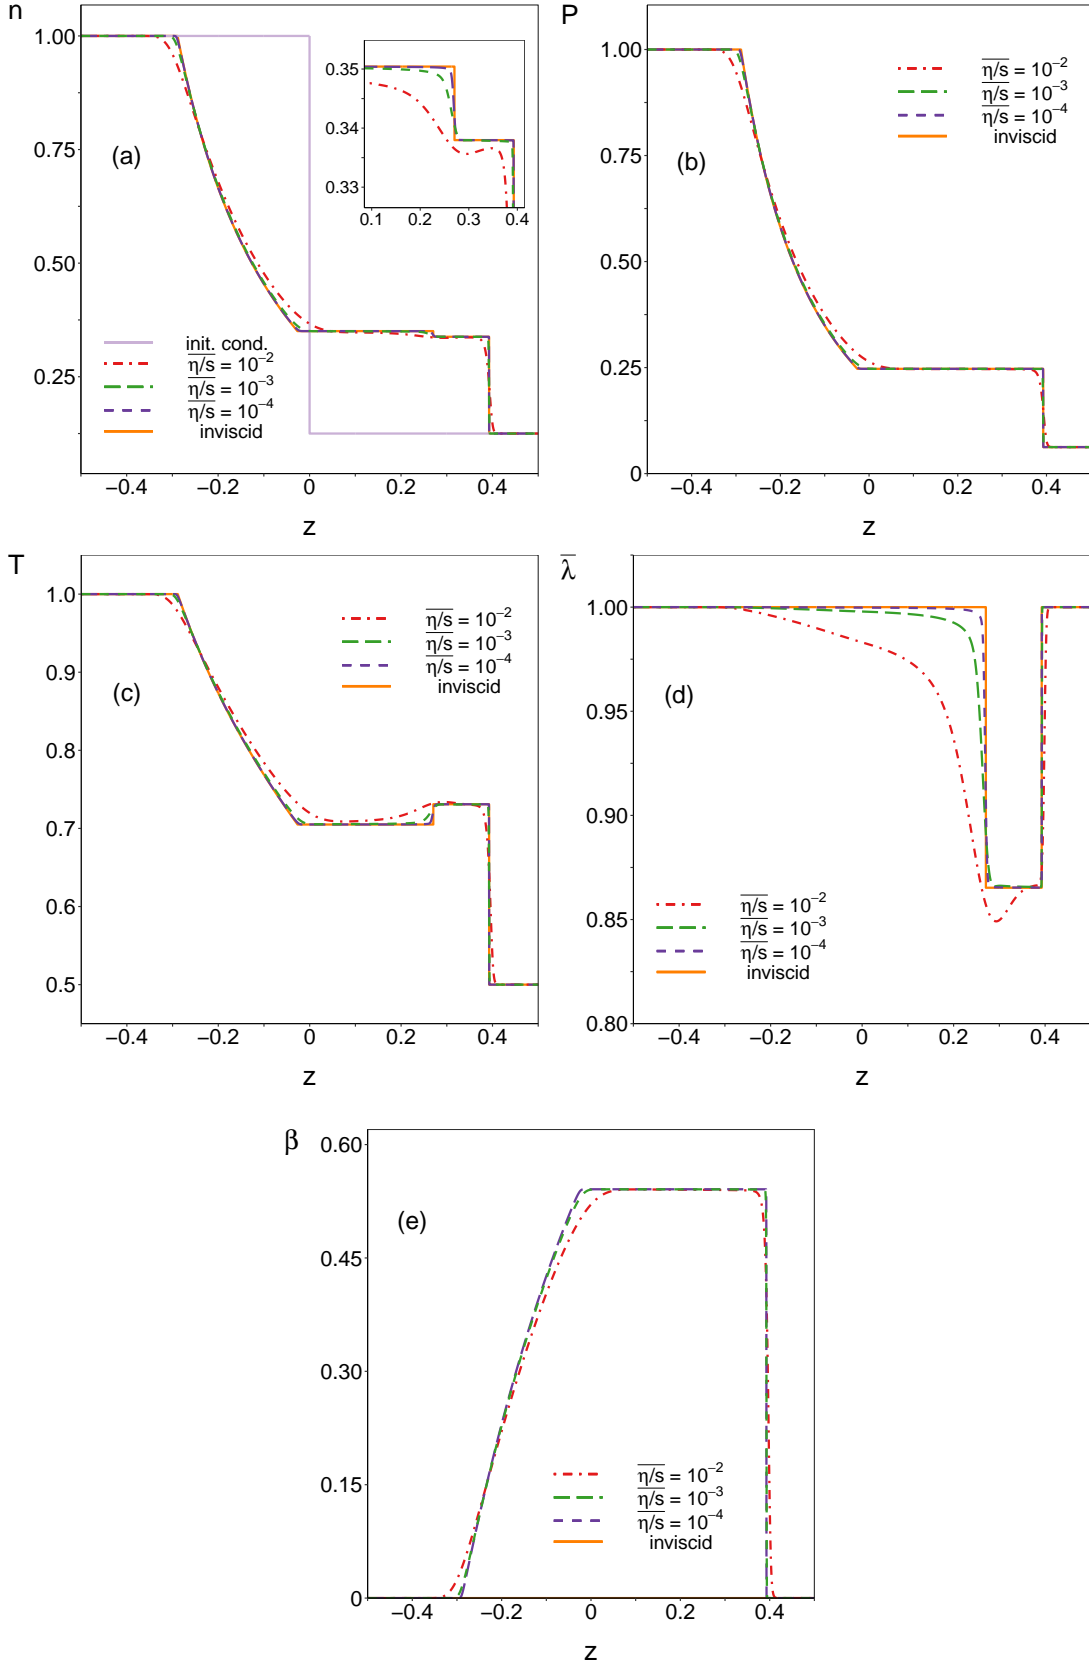 n
1.00
0.75
0.50
0.25
−0.4
−0.2
0
0.2
0.4
z
(a)
0.35
0.34
0.33
0.1
0.2
0.3
0.4
init. cond.
η/s = 10⁻²
η/s = 10⁻³
η/s = 10⁻⁴
inviscid
P
1.00
0.75
0.50
0.25
0
−0.4
−0.2
0
0.2
0.4
z
(b)
η/s = 10⁻²
η/s = 10⁻³
η/s = 10⁻⁴
inviscid
T
1.0
0.9
0.8
0.7
0.6
0.5
−0.4
−0.2
0
0.2
0.4
z
(c)
η/s = 10⁻²
η/s = 10⁻³
η/s = 10⁻⁴
inviscid
λ
1.00
0.95
0.90
0.85
0.80
−0.4
−0.2
0
0.2
0.4
z
(d)
η/s = 10⁻²
η/s = 10⁻³
η/s = 10⁻⁴
inviscid
β
0.60
0.45
0.30
0.15
0
−0.4
−0.2
0
0.2
0.4
z
(e)
η/s = 10⁻²
η/s = 10⁻³
η/s = 10⁻⁴
inviscid